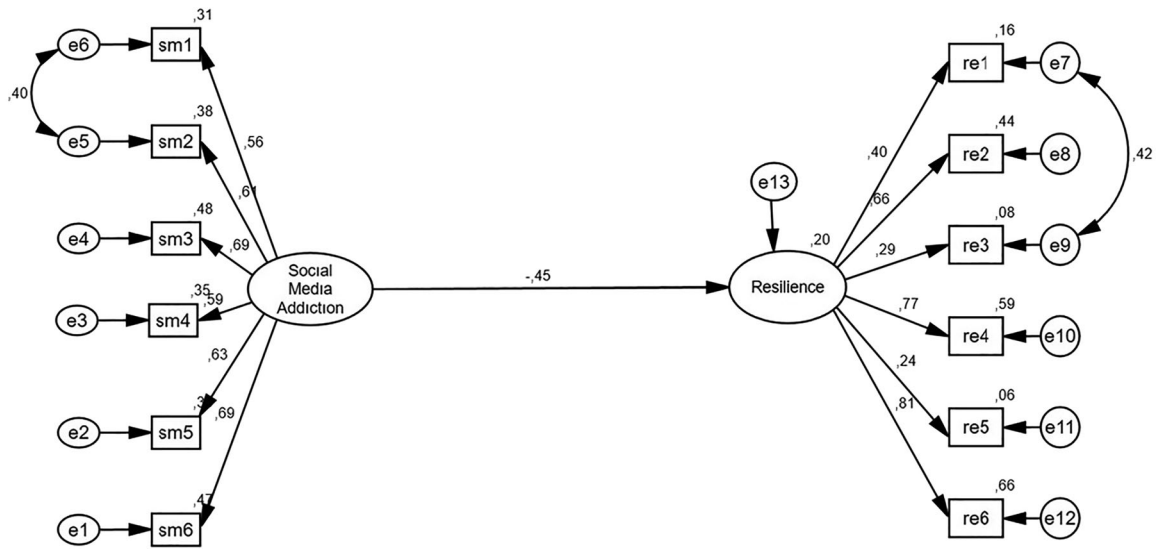 ,31
e6
sm1
,40
,38
e5
sm2
,56
,61
,48
e4
sm3
,69
,35
,59
e3
sm4
Social
Media
Addiction
,63
e2
sm5
,69
,47
e1
sm6
-,45
e13
,20
Resilience
,16
re1
e7
,40
,44
re2
e8
,42
,66
,08
re3
e9
,29
,77
,59
re4
e10
,24
,06
re5
e11
,81
,66
re6
e12